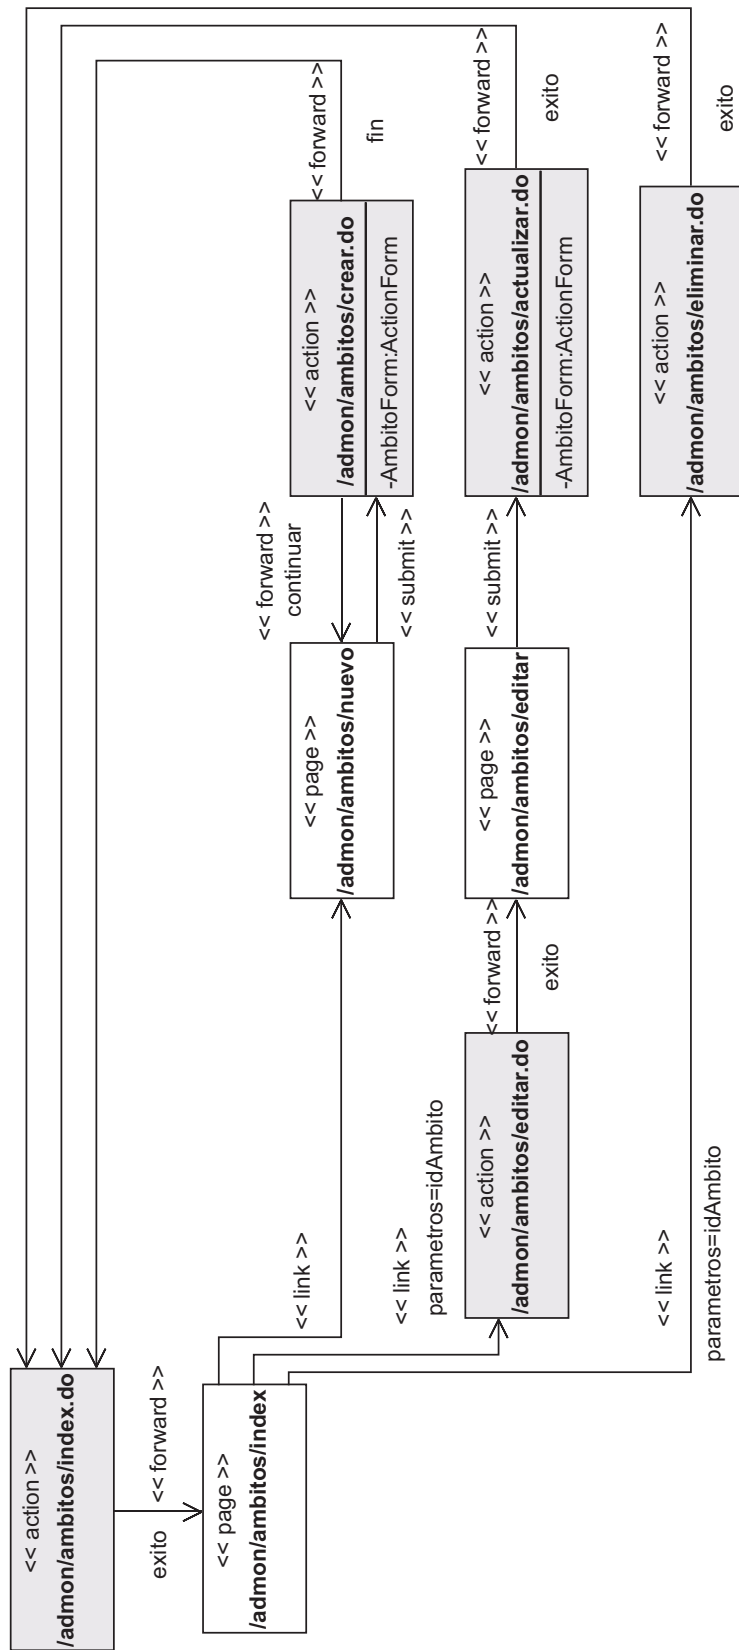 << action >>
/admon/ambitos/index.do
exito
<< forward >>
<< page >>
/admon/ambitos/index
<< link >>
<< page >>
/admon/ambitos/nuevo
<< forward >>
continuar
<< submit >>
<< action >>
/admon/ambitos/crear.do
-AmbitoForm:ActionForm
<< forward >>
fin
<< link >>
parametros=idAmbito
<< action >>
/admon/ambitos/editar.do
<< forward >>
exito
<< page >>
/admon/ambitos/editar
<< submit >>
<< action >>
/admon/ambitos/actualizar.do
-AmbitoForm:ActionForm
<< forward >>
exito
<< link >>
parametros=idAmbito
<< action >>
/admon/ambitos/eliminar.do
<< forward >>
exito